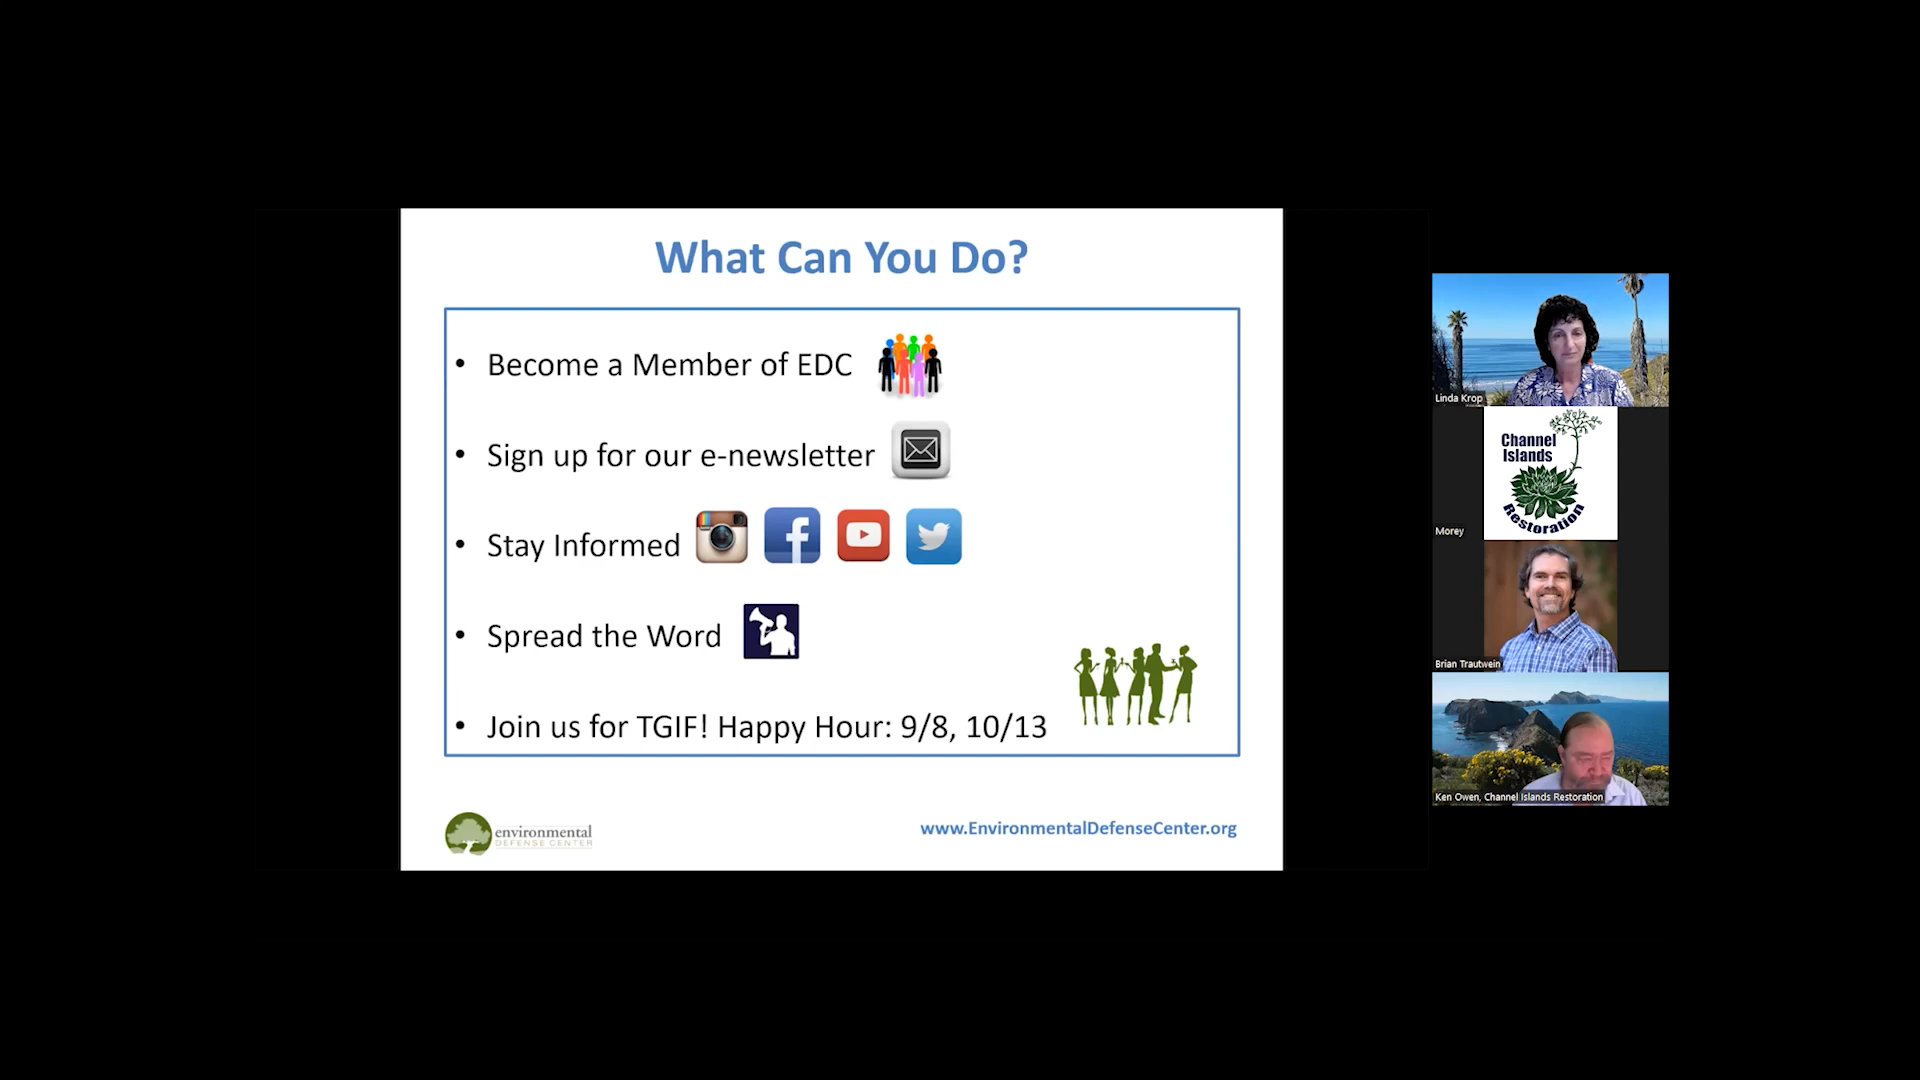 What Can You Do?
• Become a Member of EDC
• Sign up for our e-newsletter
• Stay Informed
• Spread the Word
• Join us for TGIF! Happy Hour: 9/8, 10/13
environmental
DEFENSE CENTER
www.EnvironmentalDefenseCenter.org
Linda Krop
Channel
Islands
Restoration
Morey
Brian Trautwein
Ken Owen, Channel Islands Restoration